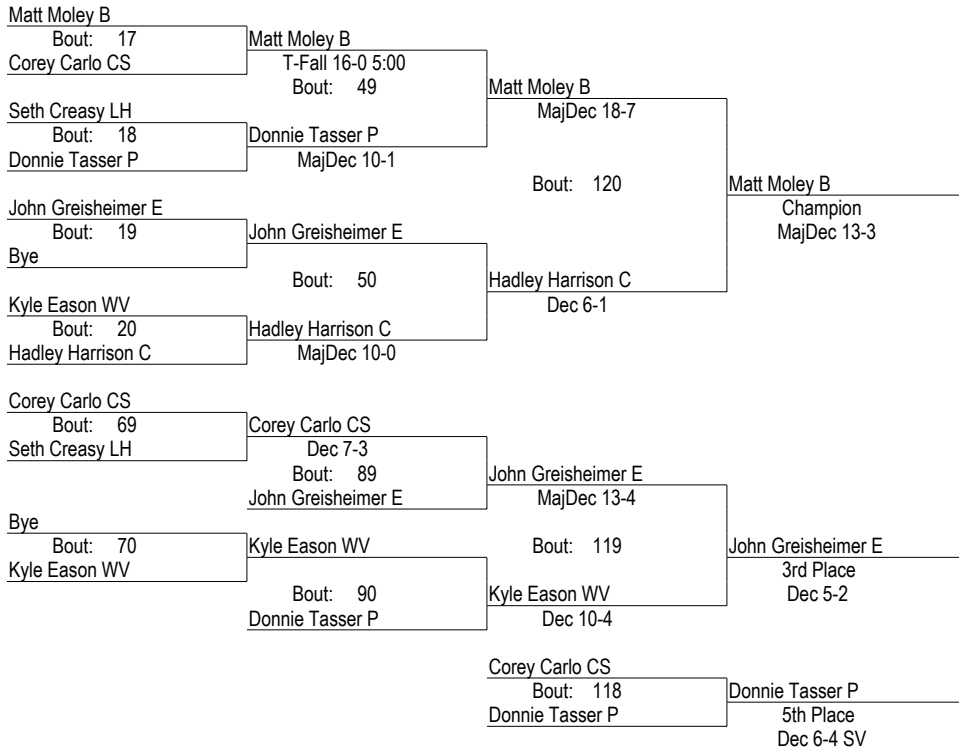 Matt Moley B
Bout: 17
Corey Carlo CS
Matt Moley B
T-Fall 16-0 5:00
Bout: 49
Seth Creasy LH
Bout: 18
Donnie Tasser P
Donnie Tasser P
MajDec 10-1
Matt Moley B
MajDec 18-7
Bout: 120
John Greisheimer E
Bout: 19
Bye
John Greisheimer E
Bout: 50
Kyle Eason WV
Bout: 20
Hadley Harrison C
Hadley Harrison C
MajDec 10-0
Hadley Harrison C
Dec 6-1
Matt Moley B
Champion
MajDec 13-3
Corey Carlo CS
Bout: 69
Seth Creasy LH
Corey Carlo CS
Dec 7-3
Bout: 89
John Greisheimer E
John Greisheimer E
MajDec 13-4
Bout: 119
Bye
Bout: 70
Kyle Eason WV
Kyle Eason WV
Bout: 90
Donnie Tasser P
Kyle Eason WV
Dec 10-4
John Greisheimer E
3rd Place
Dec 5-2
Corey Carlo CS
Bout: 118
Donnie Tasser P
Donnie Tasser P
5th Place
Dec 6-4 SV